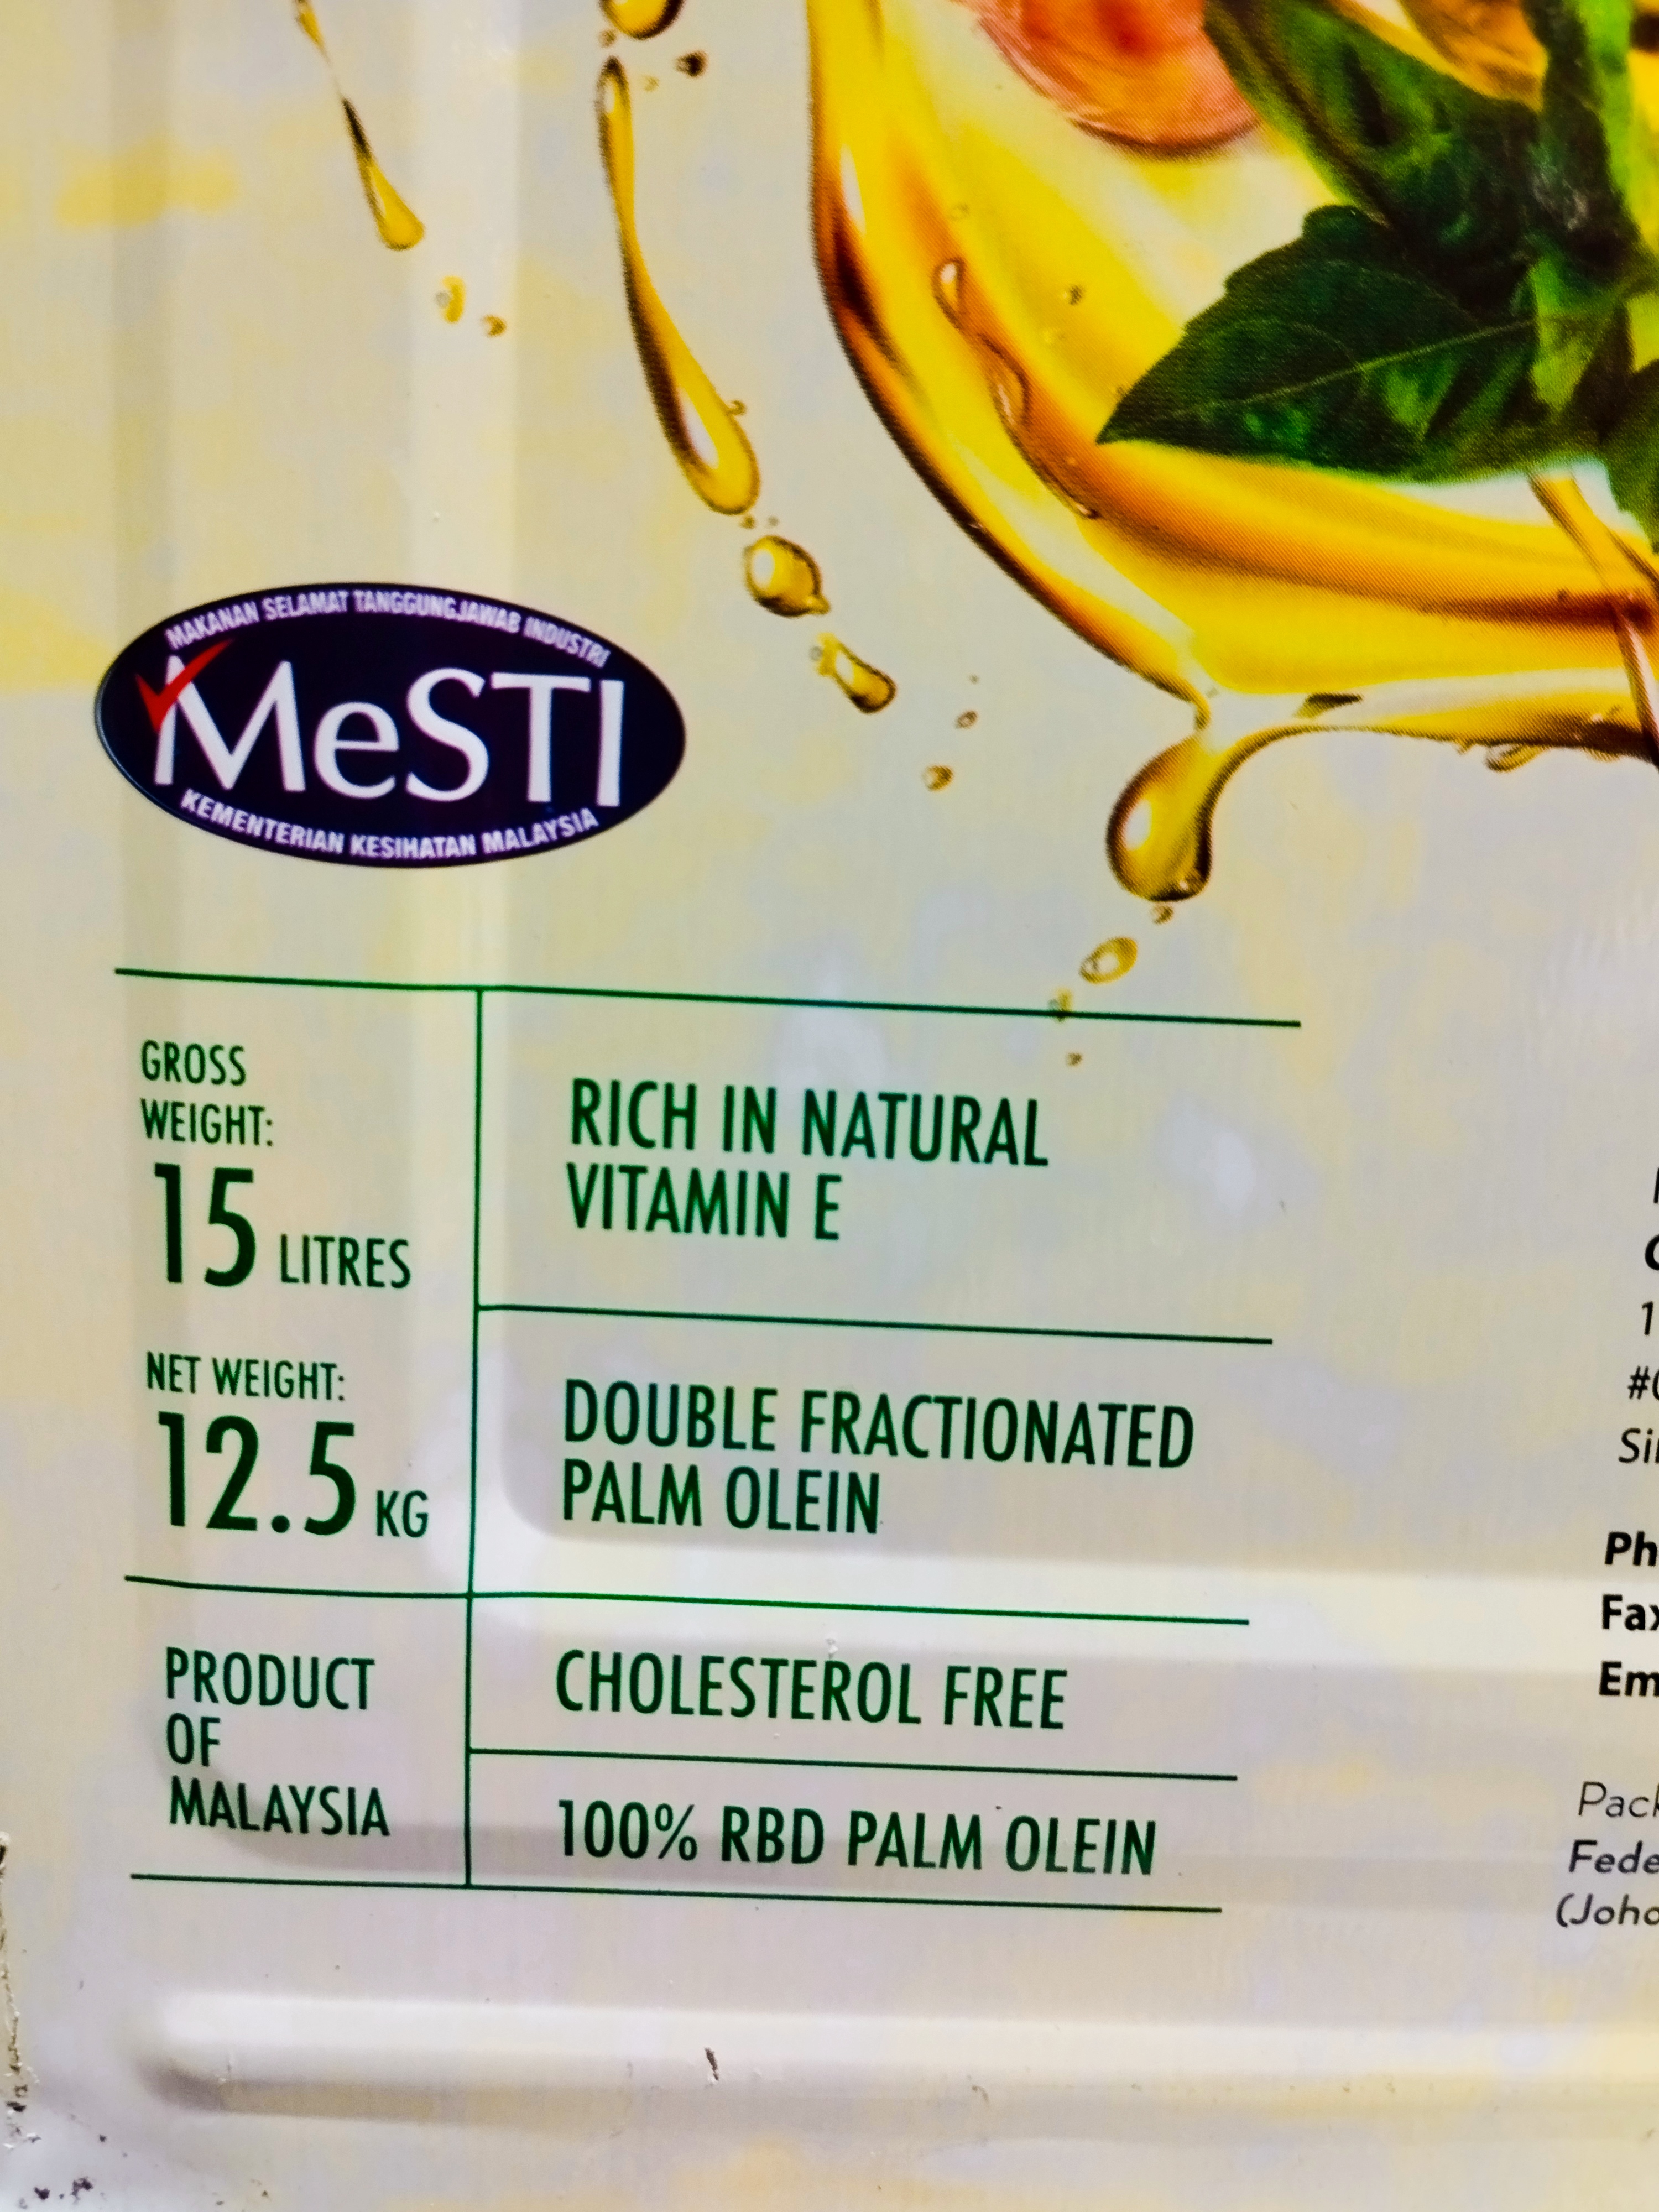 MAKANAN SELAMAT TANGGUNGJAWAB INDUSTRI
MeSTI
KEMENTERIAN KESIHATAN MALAYSIA
GROSS
WEIGHT:
15 LITRES
NET WEIGHT:
12.5 KG
PRODUCT
OF
MALAYSIA
RICH IN NATURAL
VITAMIN E
DOUBLE FRACTIONATED
PALM OLEIN
CHOLESTEROL FREE
100% RBD PALM OLEIN